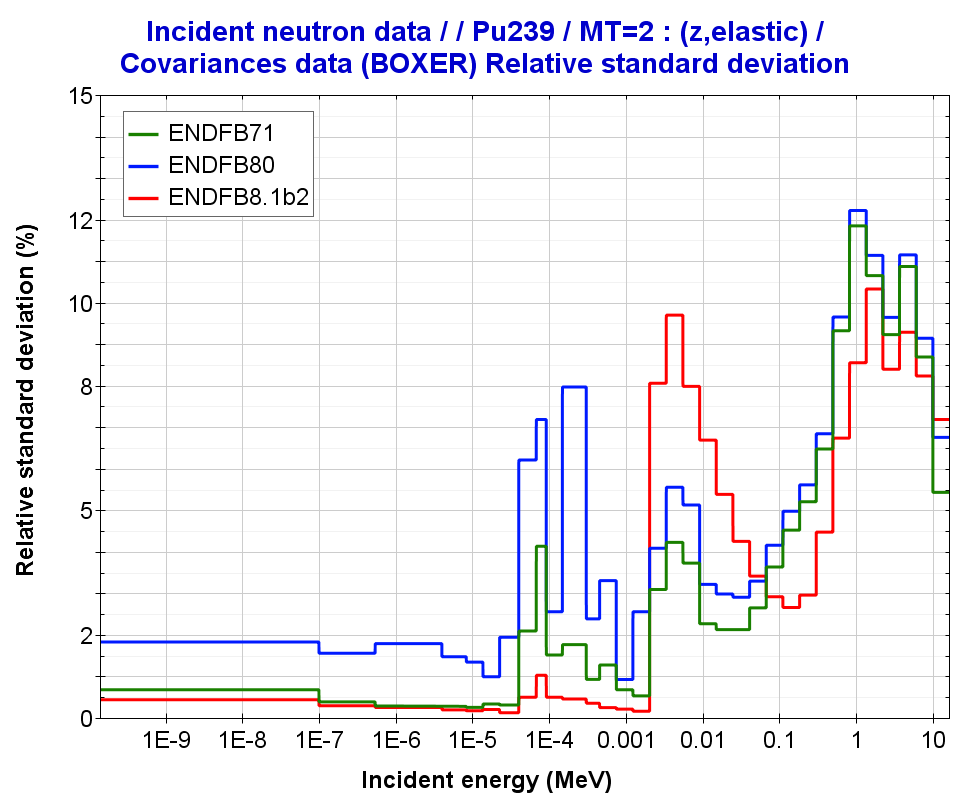 Incident neutron data / / Pu239 / MT=2 : (z,elastic) /
Covariances data (BOXER) Relative standard deviation
15
ENDFB71
ENDFB80
ENDFB8.1b2
12
10
8
5
2
0
Relative standard deviation (%)
1E-9 1E-8 1E-7 1E-6 1E-5 1E-4 0.001 0.01 0.1 1 10
Incident energy (MeV)